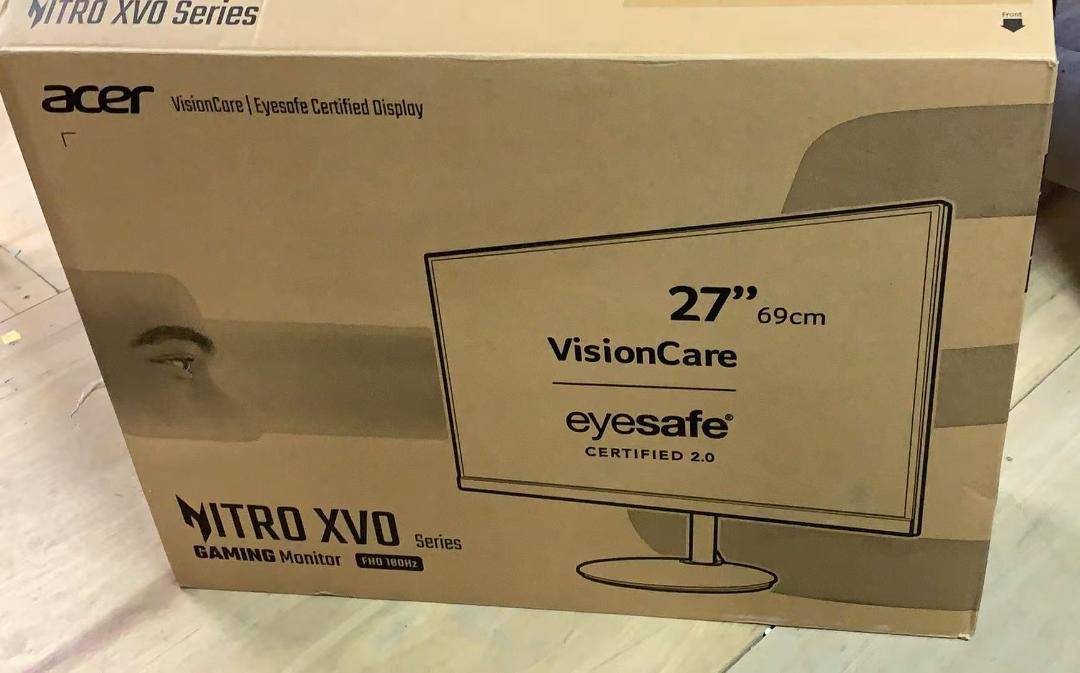 NITRO XV0 Series
Front
acer VisionCare | Eyesafe Certified Display
27” 69cm
VisionCare
eyesafe®
CERTIFIED 2.0
NITRO XV0 Series
GAMING Monitor FHD 180Hz